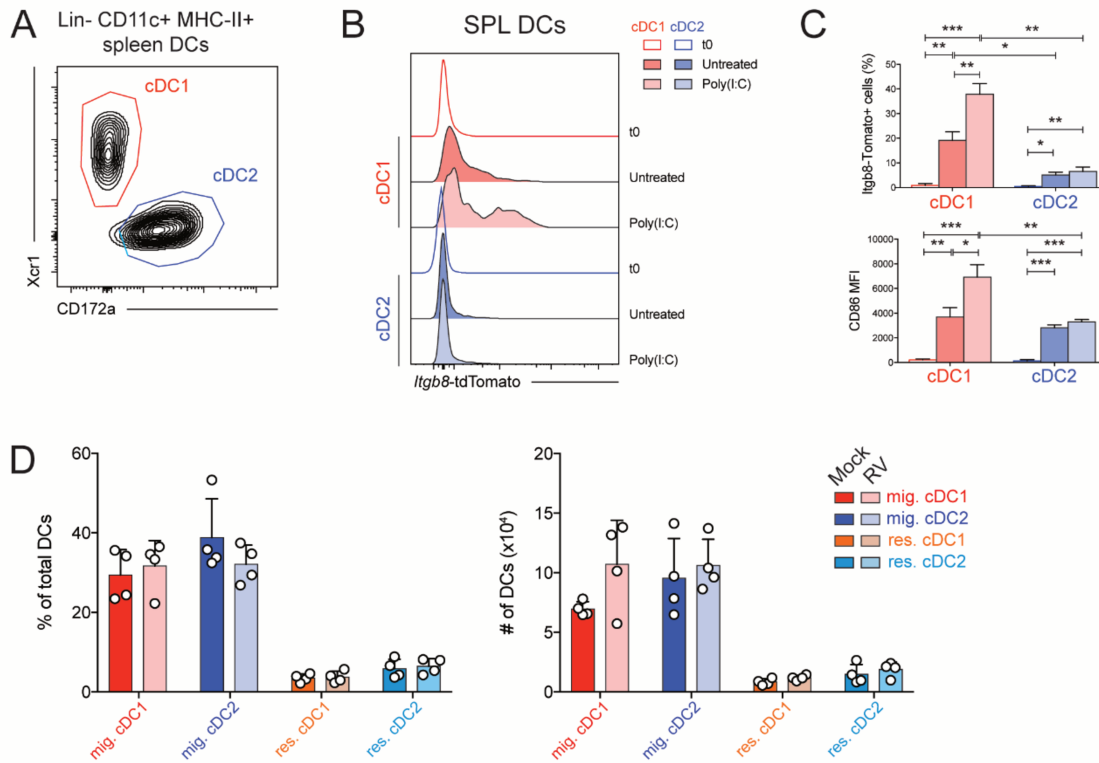 A
Lin- CD11c+ MHC-II+
spleen DCs
cDC1
cDC2
Xcr1
CD172a
B
SPL DCs
cDC1 cDC2
t0
Untreated
Poly(I:C)
t0
Untreated
Poly(I:C)
t0
Untreated
Poly(I:C)
cDC1
cDC2
Itgb8-tdTomato
C
Itgb8-Tomato+ cells (%)
50
40
30
20
10
0
*** **
** *
**
**
*
cDC1 cDC2
CD86 MFI
10000
8000
6000
4000
2000
0
*** **
** * ***
***
cDC1 cDC2
D
% of total DCs
60
40
20
0
mig. cDC1
mig. cDC2
res. cDC1
res. cDC2
# of DCs (x10⁴)
20
15
10
5
0
mig. cDC1
mig. cDC2
res. cDC1
res. cDC2
Mock
RV
mig. cDC1
mig. cDC2
res. cDC1
res. cDC2